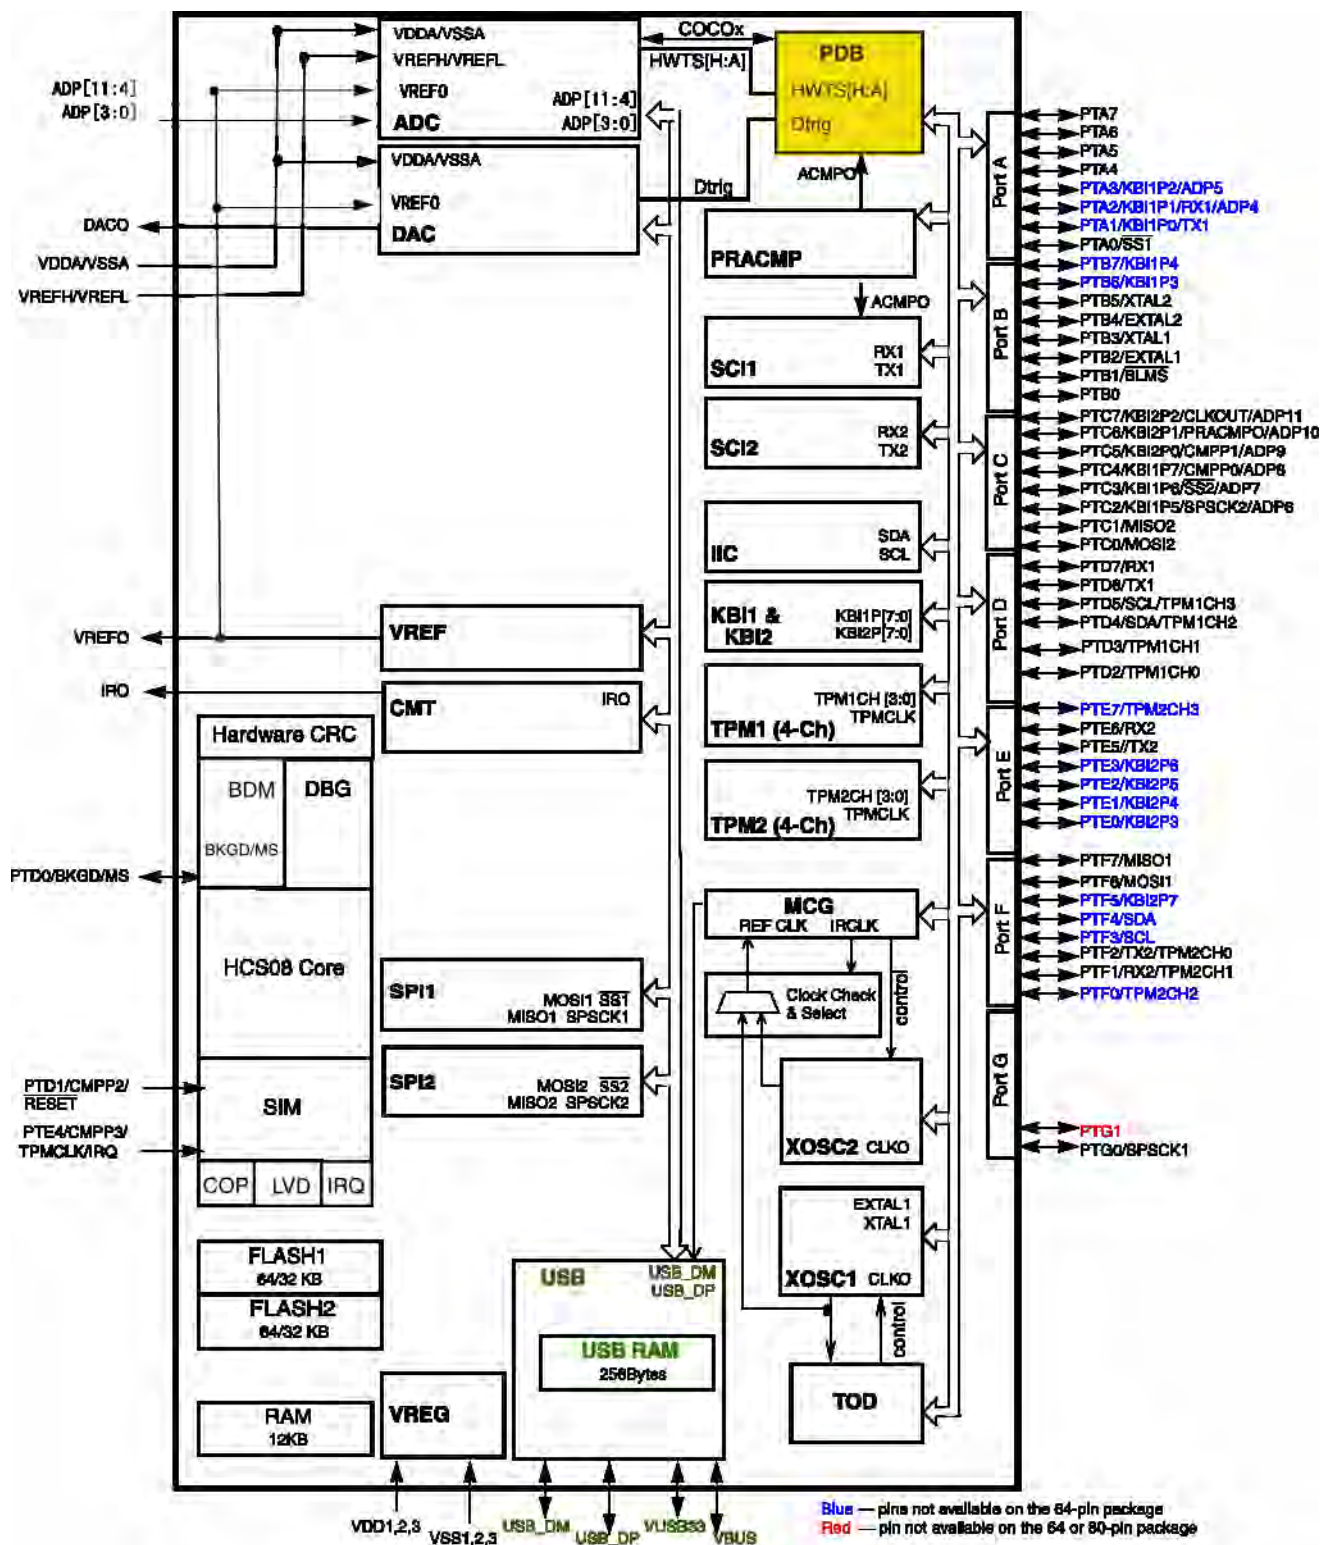 VDDA/VSSA
VREFH/VREFL
VREFO
ADC
ADP[11:4]
ADP[3:0]
ADP[11:4]
ADP[3:0]
COCOx
HWTS[H:A]
PDB
HWTS[H:A]
Dtrig
VDDA/VSSA
VREFO
DAC
Dtrig
ACMPO
DACO
VDDA/VSSA
VREFH/VREFL
PRACMP
ACMPO
SCI1
RX1
TX1
SCI2
RX2
TX2
IIC
SDA
SCL
KBI1 &
KBI2
KBI1P[7:0]
KBI2P[7:0]
VREFO
VREF
IRO
CMT
IRO
TPM1CH [3:0]
TPMCLK
TPM1 (4-Ch)
TPM2CH [3:0]
TPMCLK
TPM2 (4-Ch)
Hardware CRC
BDM
DBG
BKGD/MS
PTD0/BKGD/MS
HCS08 Core
MCG
REF CLK IRCLK
Clock Check
& Select
control
SPI1
MOSI1 SS1
MISO1 SPSCK1
SPI2
MOSI2 SS2
MISO2 SPSCK2
PTD1/CMPP2/
RESET
SIM
PTE4/CMPP3/
TPMCLK/IRQ
COP
LVD
IRQ
XOSC2 CLKO
EXTAL1
XTAL1
XOSC1 CLKO
control
TOD
FLASH1
64/32 KB
FLASH2
64/32 KB
RAM
12KB
VREG
USB
USB_DM
USB_DP
USB RAM
256Bytes
VDD1,2,3
VSS1,2,3
USB_DM
USB_DP
VUSB33
VBUS
Port A
PTA7
PTA6
PTA5
PTA4
PTA3/KBI1P2/ADP5
PTA2/KBI1P1/RX1/ADP4
PTA1/KBI1P0/TX1
PTA0/SS1
Port B
PTB7/KBI1P4
PTB6/KBI1P3
PTB5/XTAL2
PTB4/EXTAL2
PTB3/XTAL1
PTB2/EXTAL1
PTB1/BLMS
PTB0
Port C
PTC7/KBI2P2/CLKOUT/ADP11
PTC6/KBI2P1/PRACMPO/ADP10
PTC5/KBI2P0/CMPP1/ADP9
PTC4/KBI1P7/CMPP0/ADP8
PTC3/KBI1P6/SS2/ADP7
PTC2/KBI1P5/SPSCK2/ADP6
PTC1/MISO2
PTC0/MOSI2
Port D
PTD7/RX1
PTD6/TX1
PTD5/SCL/TPM1CH3
PTD4/SDA/TPM1CH2
PTD3/TPM1CH1
PTD2/TPM1CH0
Port E
PTE7/TPM2CH3
PTE6/RX2
PTE5//TX2
PTE3/KBI2P6
PTE2/KBI2P5
PTE1/KBI2P4
PTE0/KBI2P3
Port F
PTF7/MISO1
PTF6/MOSI1
PTF5/KBI2P7
PTF4/SDA
PTF3/SCL
PTF2/TX2/TPM2CH0
PTF1/RX2/TPM2CH1
PTF0/TPM2CH2
Port G
PTG1
PTG0/SPSCK1
Blue — pins not available on the 64-pin package
Red — pin not available on the 64 or 80-pin package